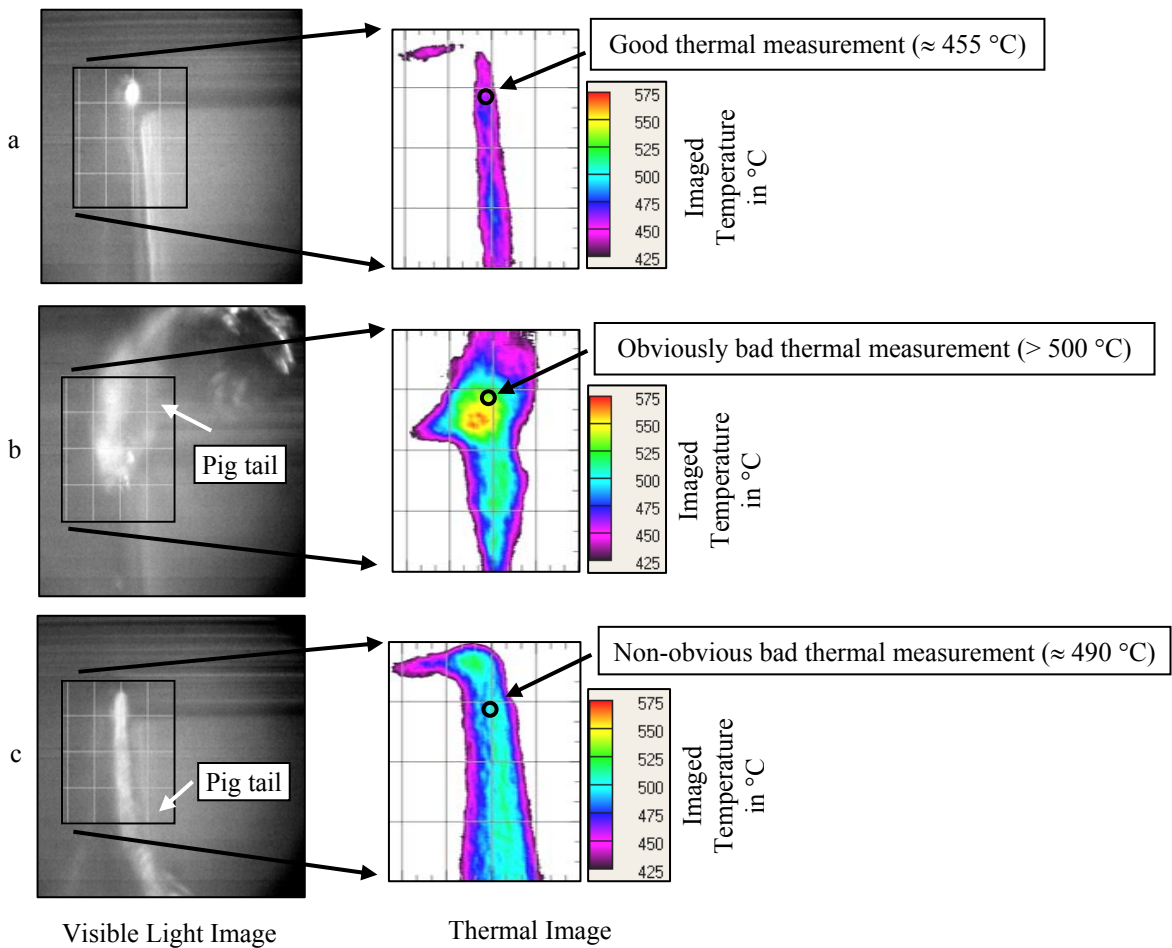 a
Good thermal measurement (≈ 455 °C)
575
550
525
500
475
450
425
Imaged
Temperature
in °C
b
Pig tail
Obviously bad thermal measurement (> 500 °C)
575
550
525
500
475
450
425
Imaged
Temperature
in °C
c
Pig tail
Non-obvious bad thermal measurement (≈ 490 °C)
575
550
525
500
475
450
425
Imaged
Temperature
in °C
Visible Light Image
Thermal Image